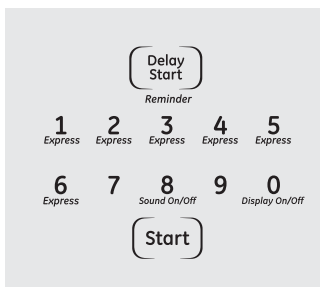 Delay
Start
Reminder
1 2 3 4 5
Express Express Express Express Express
6 7 8 9 0
Express Sound On/Off Display On/Off
Start